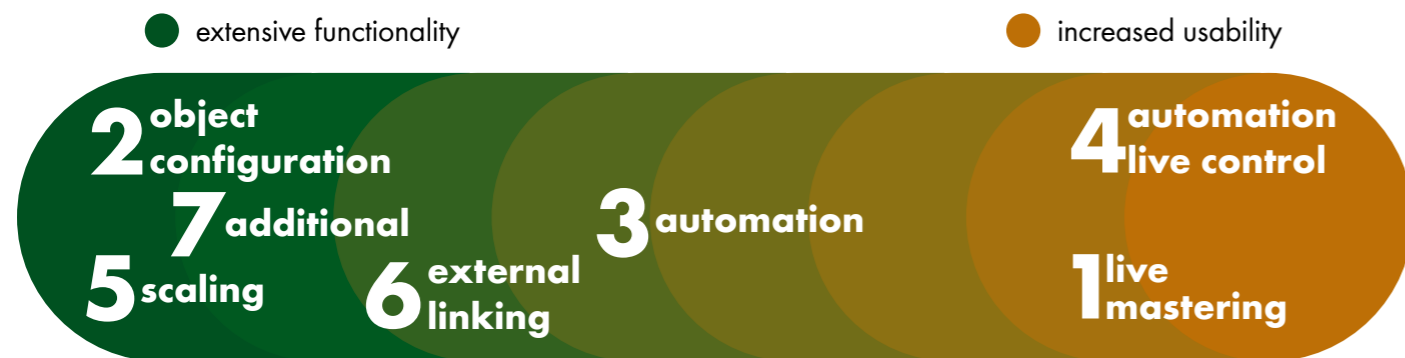 extensive functionality
increased usability
2 object
configuration
4 automation
live control
7 additional
3 automation
5 scaling
6 external
linking
1 live
mastering